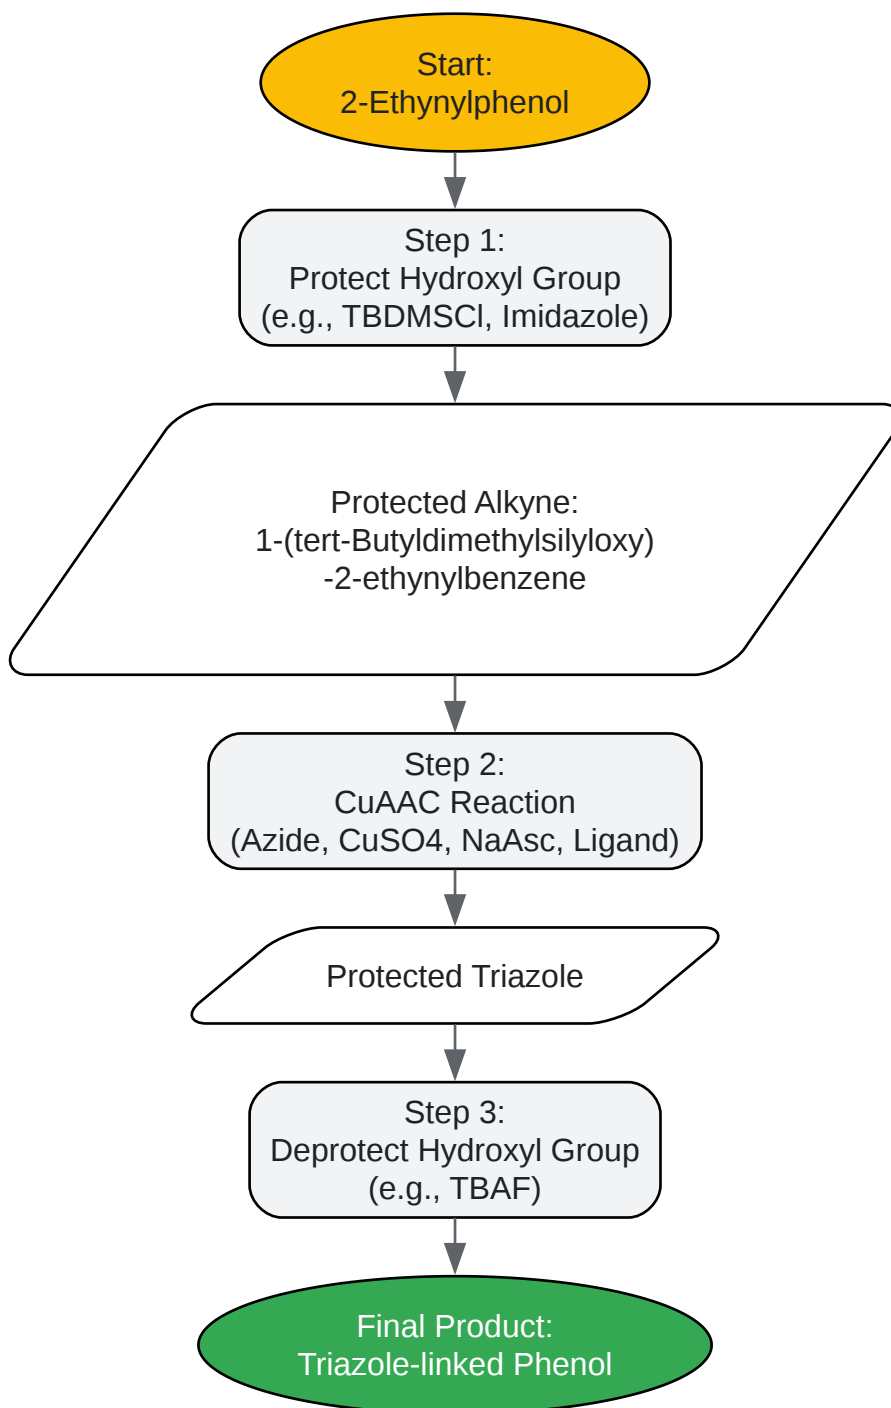 Start:
2-Ethynylphenol
Step 1:
Protect Hydroxyl Group
(e.g., TBDMSCl, Imidazole)
Protected Alkyne:
1-(tert-Butyldimethylsilyloxy)
-2-ethynylbenzene
Step 2:
CuAAC Reaction
(Azide, CuSO4, NaAsc, Ligand)
Protected Triazole
Step 3:
Deprotect Hydroxyl Group
(e.g., TBAF)
Final Product:
Triazole-linked Phenol